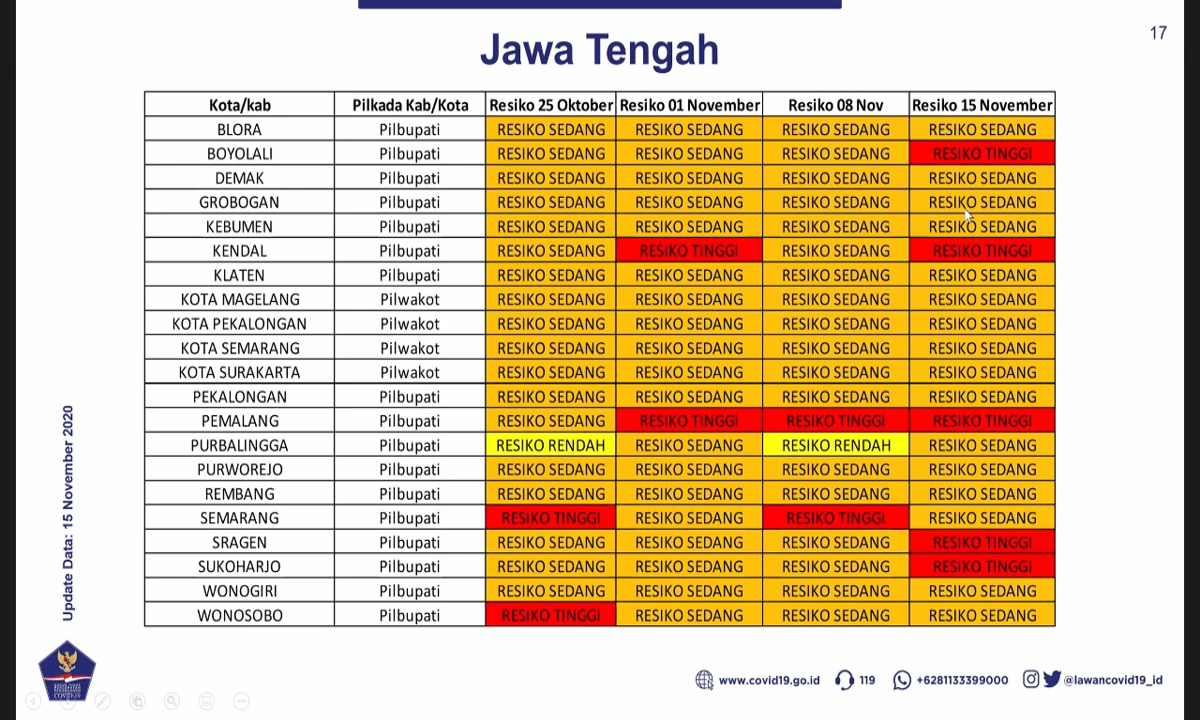 17
Jawa Tengah
Kota/kab Pilkada Kab/Kota Resiko 25 Oktober Resiko 01 November Resiko 08 Nov Resiko 15 November
BLORA Pilbupati RESIKO SEDANG RESIKO SEDANG RESIKO SEDANG RESIKO SEDANG
BOYOLALI Pilbupati RESIKO SEDANG RESIKO SEDANG RESIKO SEDANG RESIKO TINGGI
DEMAK Pilbupati RESIKO SEDANG RESIKO SEDANG RESIKO SEDANG RESIKO SEDANG
GROBOGAN Pilbupati RESIKO SEDANG RESIKO SEDANG RESIKO SEDANG RESIKO SEDANG
KEBUMEN Pilbupati RESIKO SEDANG RESIKO SEDANG RESIKO SEDANG RESIKO SEDANG
KENDAL Pilbupati RESIKO SEDANG RESIKO TINGGI RESIKO SEDANG RESIKO TINGGI
KLATEN Pilbupati RESIKO SEDANG RESIKO SEDANG RESIKO SEDANG RESIKO SEDANG
KOTA MAGELANG Pilwakot RESIKO SEDANG RESIKO SEDANG RESIKO SEDANG RESIKO SEDANG
KOTA PEKALONGAN Pilwakot RESIKO SEDANG RESIKO SEDANG RESIKO SEDANG RESIKO SEDANG
KOTA SEMARANG Pilwakot RESIKO SEDANG RESIKO SEDANG RESIKO SEDANG RESIKO SEDANG
KOTA SURAKARTA Pilwakot RESIKO SEDANG RESIKO SEDANG RESIKO SEDANG RESIKO SEDANG
PEKALONGAN Pilbupati RESIKO SEDANG RESIKO SEDANG RESIKO SEDANG RESIKO SEDANG
PEMALANG Pilbupati RESIKO SEDANG RESIKO TINGGI RESIKO TINGGI RESIKO TINGGI
PURBALINGGA Pilbupati RESIKO RENDAH RESIKO SEDANG RESIKO RENDAH RESIKO SEDANG
PURWOREJO Pilbupati RESIKO SEDANG RESIKO SEDANG RESIKO SEDANG RESIKO SEDANG
REMBANG Pilbupati RESIKO SEDANG RESIKO SEDANG RESIKO SEDANG RESIKO SEDANG
SEMARANG Pilbupati RESIKO TINGGI RESIKO SEDANG RESIKO TINGGI RESIKO SEDANG
SRAGEN Pilbupati RESIKO SEDANG RESIKO SEDANG RESIKO SEDANG RESIKO TINGGI
SUKOHARJO Pilbupati RESIKO SEDANG RESIKO SEDANG RESIKO SEDANG RESIKO TINGGI
WONOGIRI Pilbupati RESIKO SEDANG RESIKO SEDANG RESIKO SEDANG RESIKO SEDANG
WONOSOBO Pilbupati RESIKO TINGGI RESIKO SEDANG RESIKO SEDANG RESIKO SEDANG
Update Data: 15 November 2020
COVID-19
www.covid19.go.id 119 +6281133399000 @lawancovid19_id